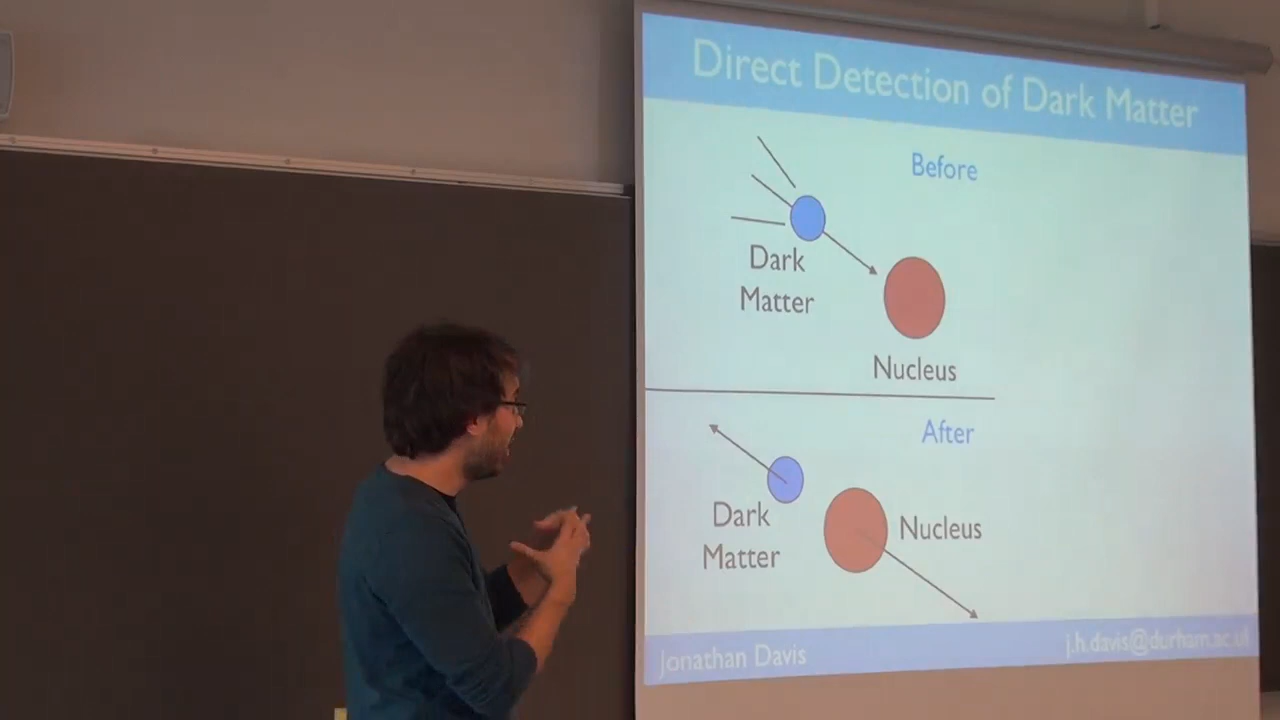 Direct Detection of Dark Matter
Before
Dark
Matter
Nucleus
After
Dark
Matter
Nucleus
Jonathan Davis
j.h.davis@durham.ac.uk